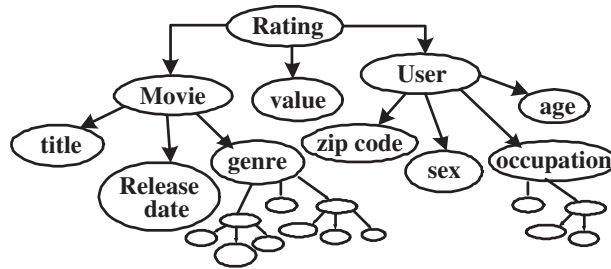 Rating
Movie
value
User
title
Release
date
genre
zip code
sex
occupation
age